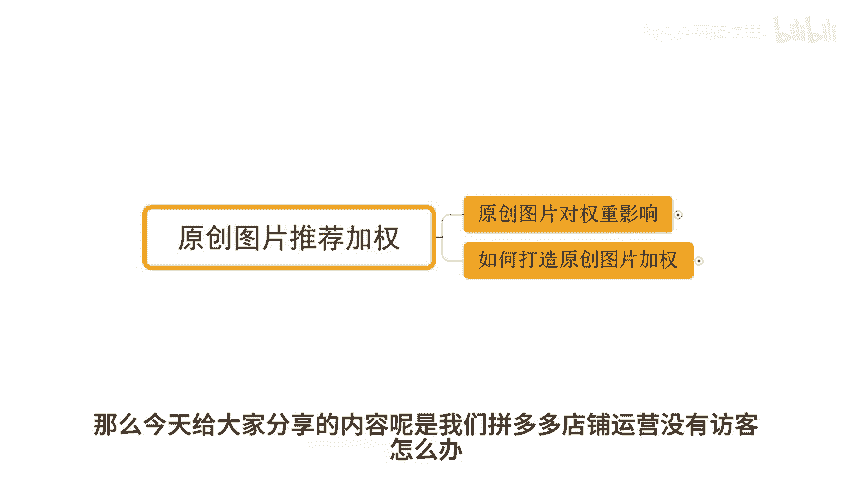 bilibili
原创图片推荐加权
原创图片对权重影响
如何打造原创图片加权
那么今天给大家分享的内容呢是我们拼多多店铺运营没有访客
怎么办